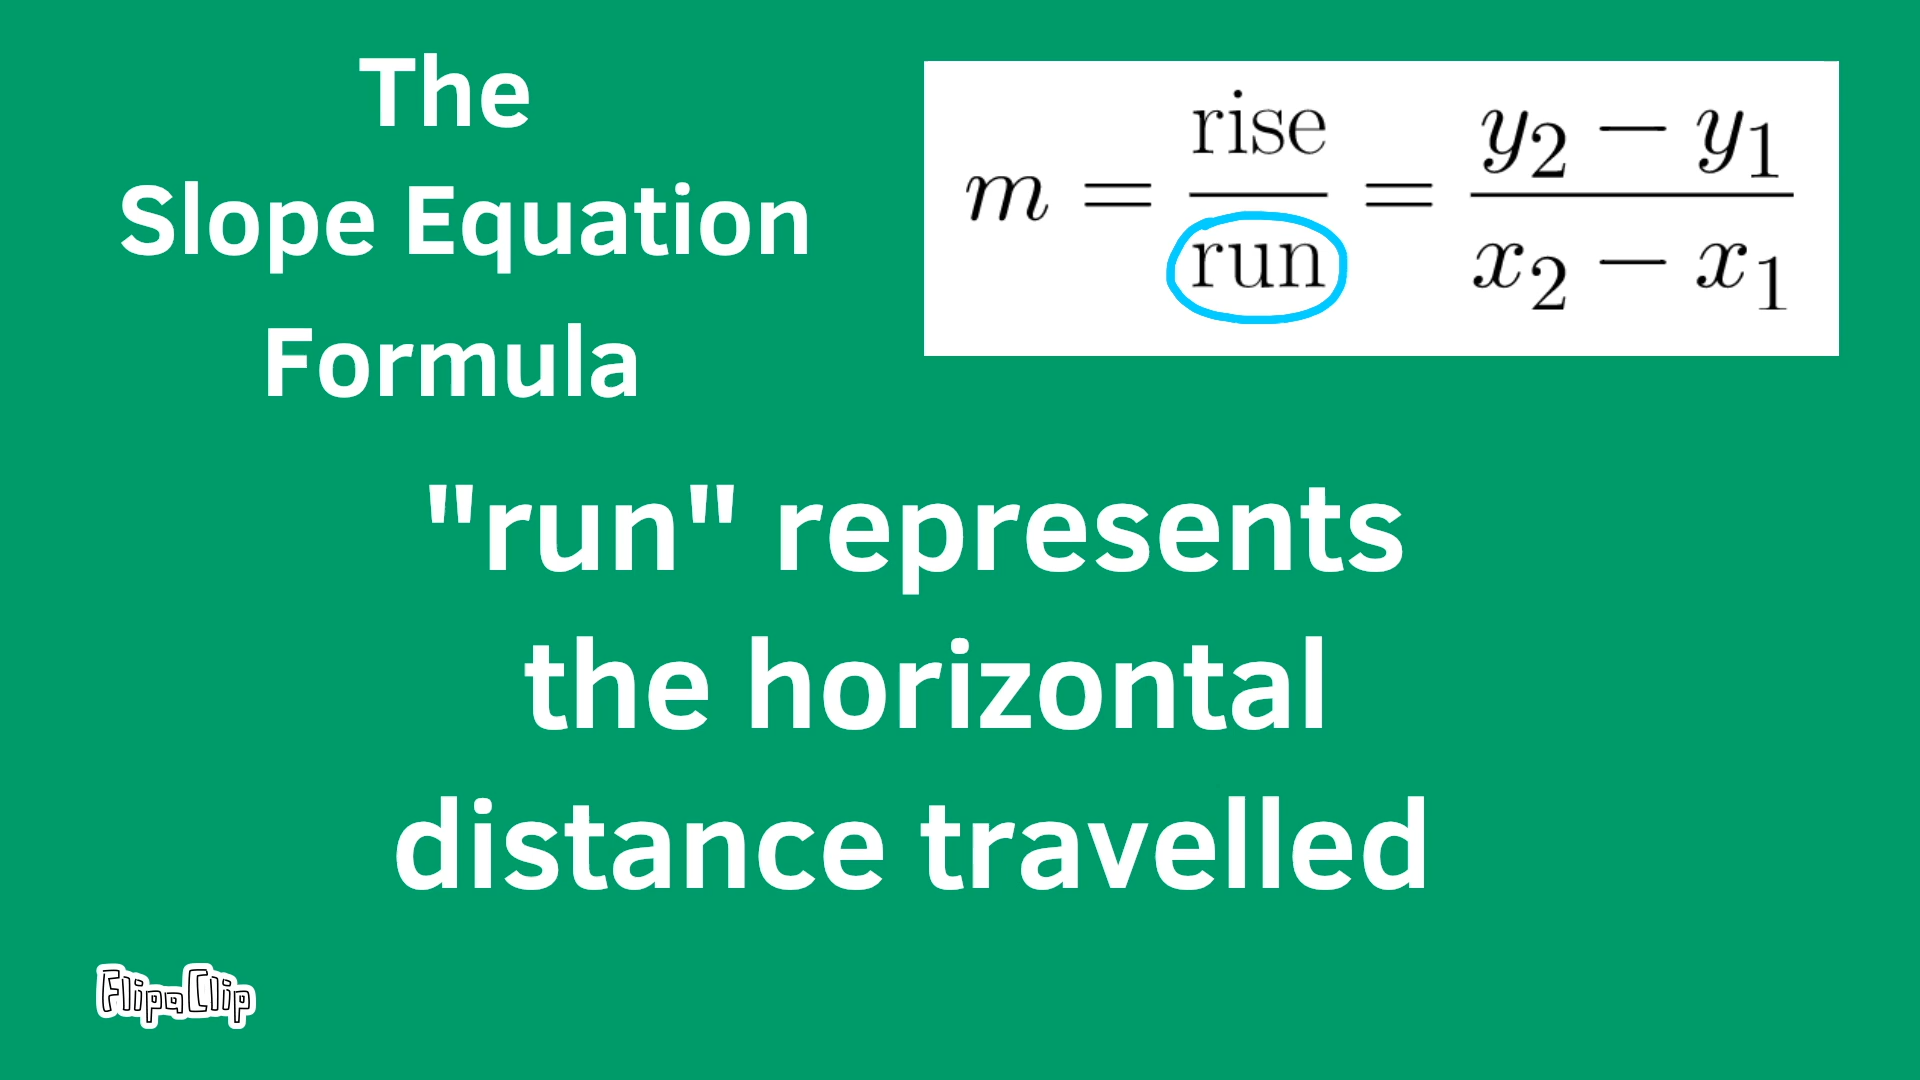 The
Slope Equation
Formula
m = rise/run = y₂ − y₁/x₂ − x₁
"run" represents
the horizontal
distance travelled
FlipaClip